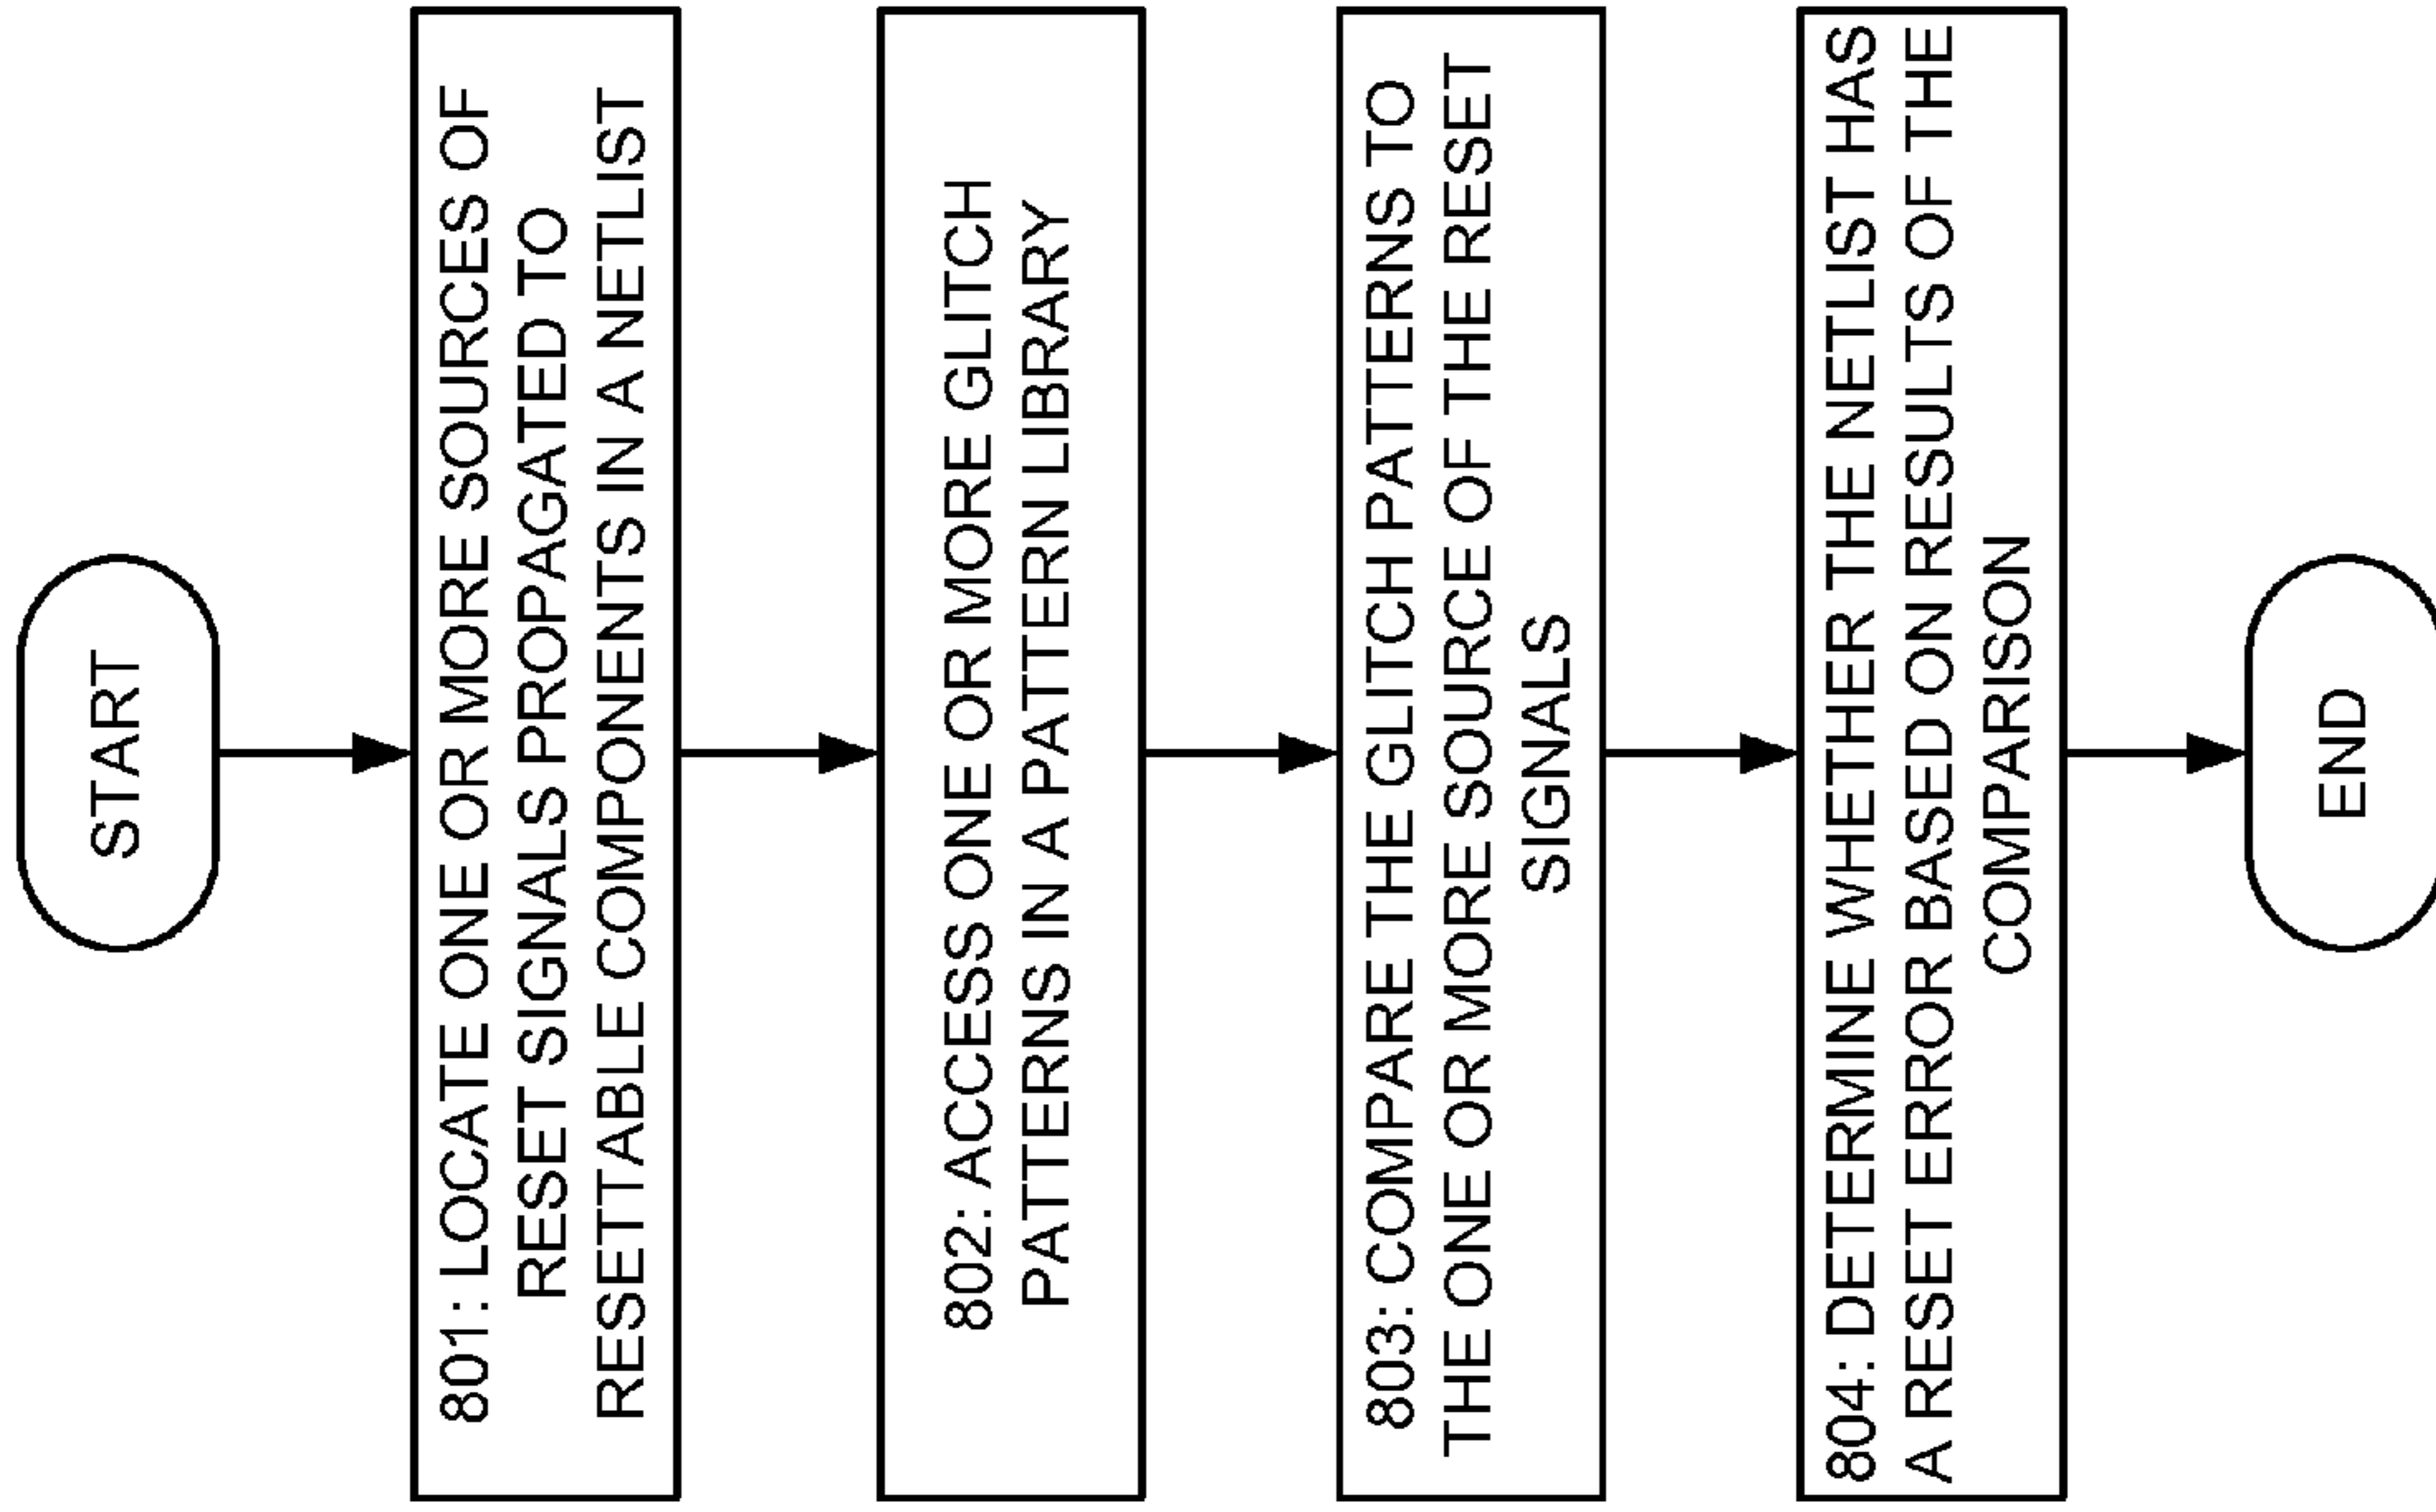 START
801: LOCATE ONE OR MORE SOURCES OF
RESET SIGNALS PROPAGATED TO
RESETTABLE COMPONENTS IN A NETLIST
802: ACCESS ONE OR MORE GLITCH
PATTERNS IN A PATTERN LIBRARY
803: COMPARE THE GLITCH PATTERNS TO
THE ONE OR MORE SOURCE OF THE RESET
SIGNALS
804: DETERMINE WHETHER THE NETLIST HAS
A RESET ERROR BASED ON RESULTS OF THE
COMPARISON
END